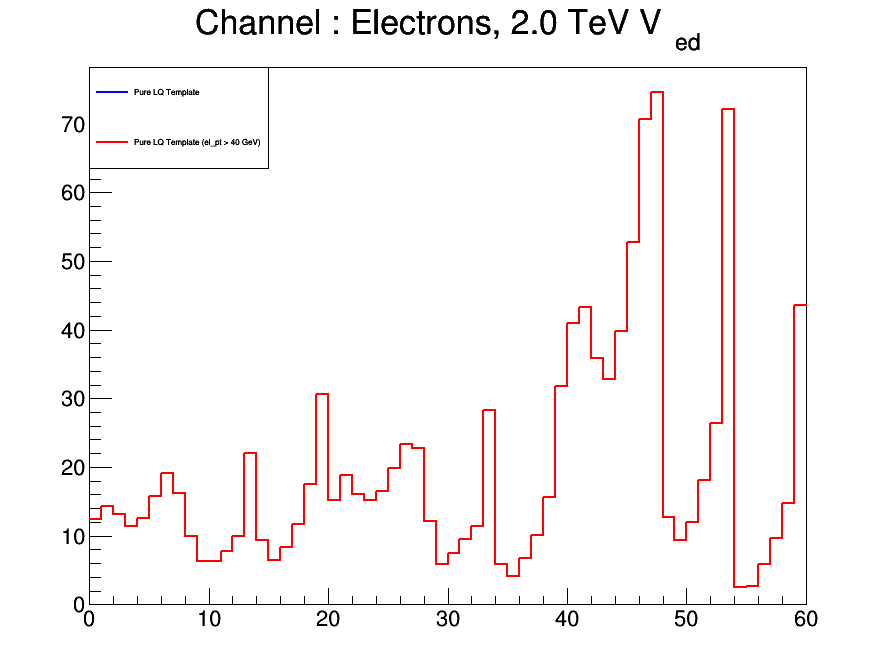 Channel : Electrons, 2.0 TeV V ed
Pure LQ Template
Pure LQ Template (el_pt > 40 GeV)
70
60
50
40
30
20
10
0
0 10 20 30 40 50 60